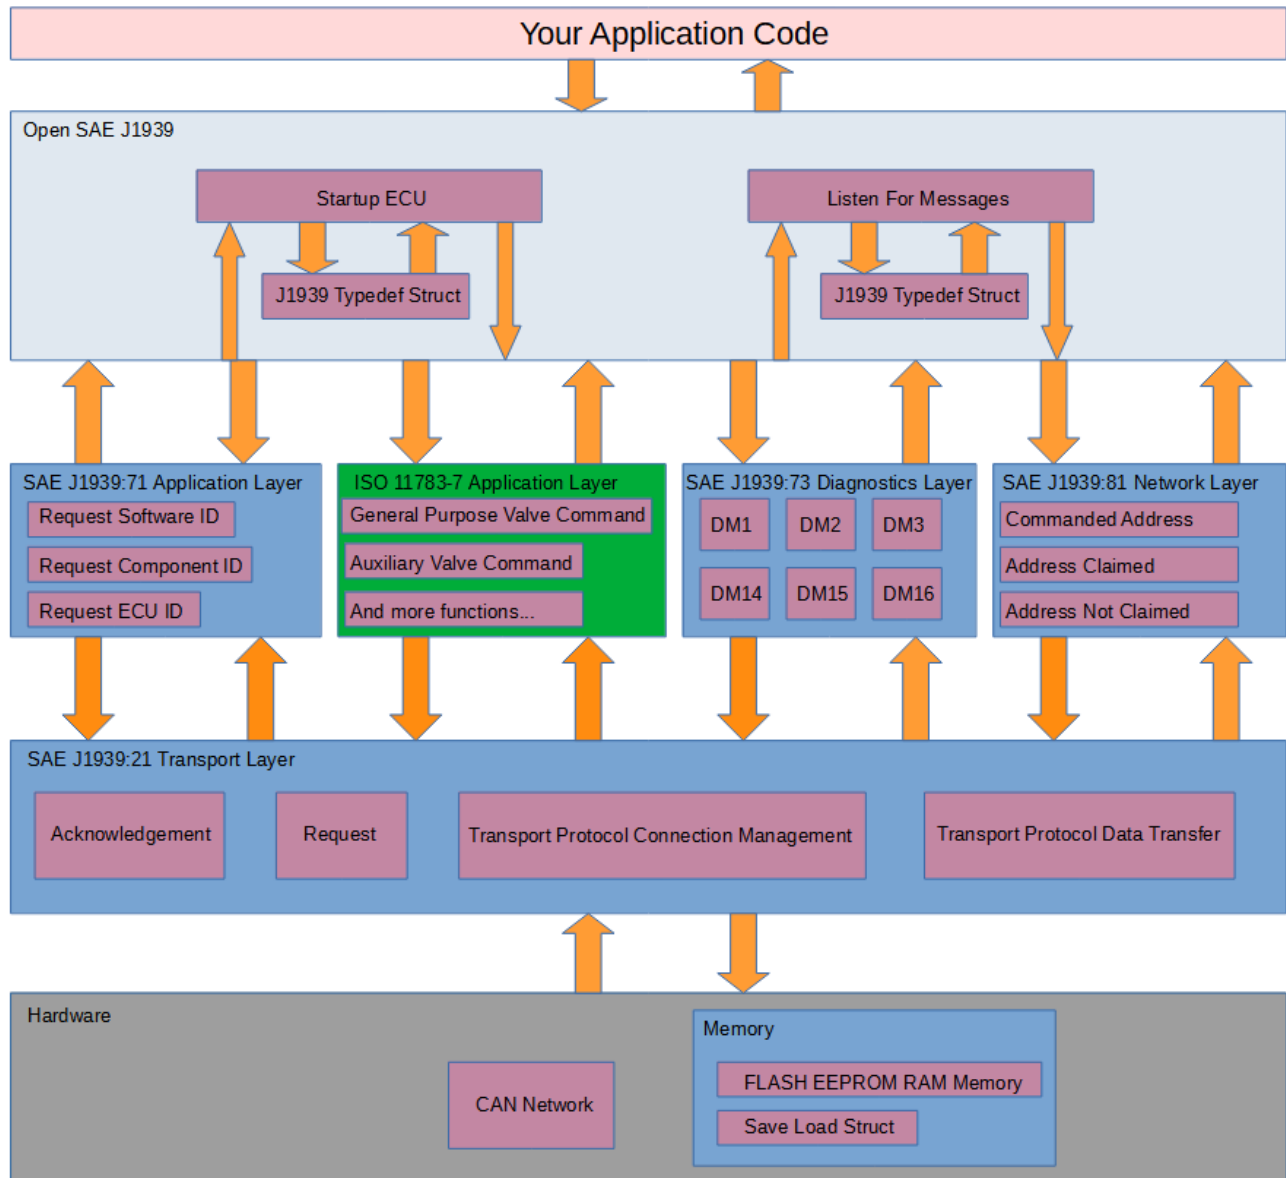 Your Application Code
Open SAE J1939
Startup ECU
Listen For Messages
J1939 Typedef Struct
J1939 Typedef Struct
SAE J1939:71 Application Layer
Request Software ID
Request Component ID
Request ECU ID
ISO 11783-7 Application Layer
General Purpose Valve Command
Auxiliary Valve Command
And more functions...
SAE J1939:73 Diagnostics Layer
DM1
DM2
DM3
DM14
DM15
DM16
SAE J1939:81 Network Layer
Commanded Address
Address Claimed
Address Not Claimed
SAE J1939:21 Transport Layer
Acknowledgement
Request
Transport Protocol Connection Management
Transport Protocol Data Transfer
Hardware
CAN Network
Memory
FLASH EEPROM RAM Memory
Save Load Struct